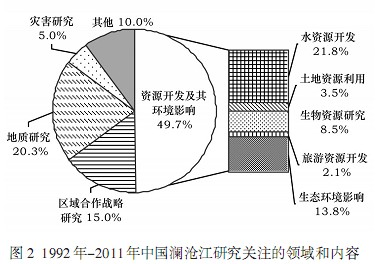 灾害研究
5.0%
其他 10.0%
地质研究
20.3%
区域合作战略
研究 15.0%
资源开发及其
环境影响
49.7%
水资源开发
21.8%
土地资源利用
3.5%
生物资源研究
8.5%
旅游资源开发
2.1%
生态环境影响
13.8%
图 2 1992 年-2011 年中国澜沧江研究关注的领域和内容